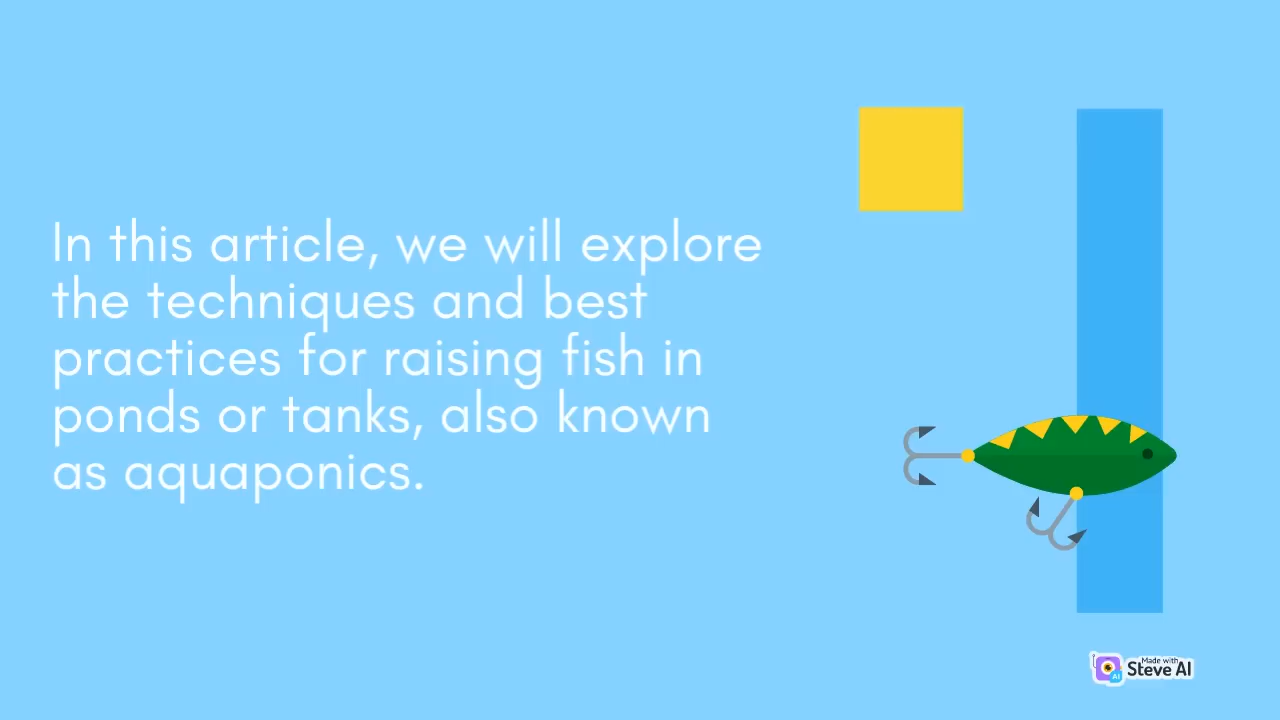 In this article, we will explore
the techniques and best
practices for raising fish in
ponds or tanks, also known
as aquaponics.
Made with
Steve AI
AI